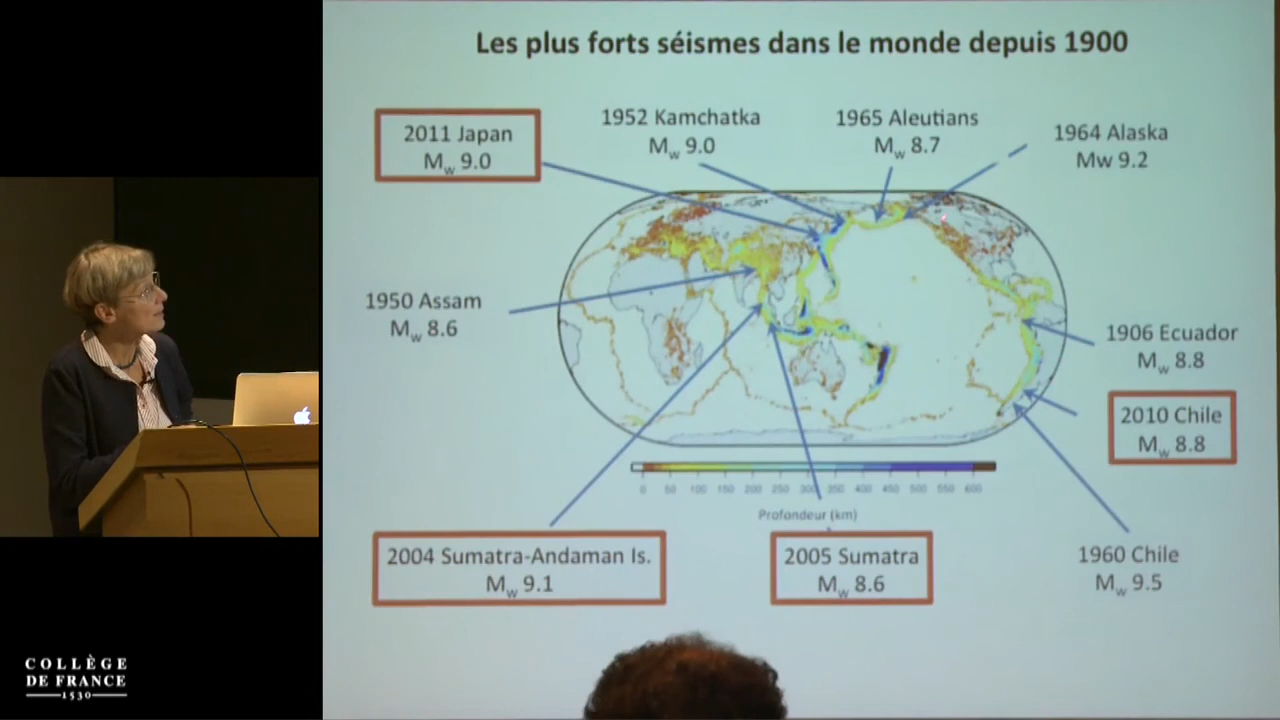 Les plus forts séismes dans le monde depuis 1900
2011 Japan
Mw 9.0
1952 Kamchatka
Mw 9.0
1965 Aleutians
Mw 8.7
1964 Alaska
Mw 9.2
1950 Assam
Mw 8.6
1906 Ecuador
Mw 8.8
2010 Chile
Mw 8.8
0 50 100 150 200 250 300 350 400 450 500 550 600
Profondeur (km)
2004 Sumatra-Andaman Is.
Mw 9.1
2005 Sumatra
Mw 8.6
1960 Chile
Mw 9.5
COLLÈGE
DE FRANCE
1530